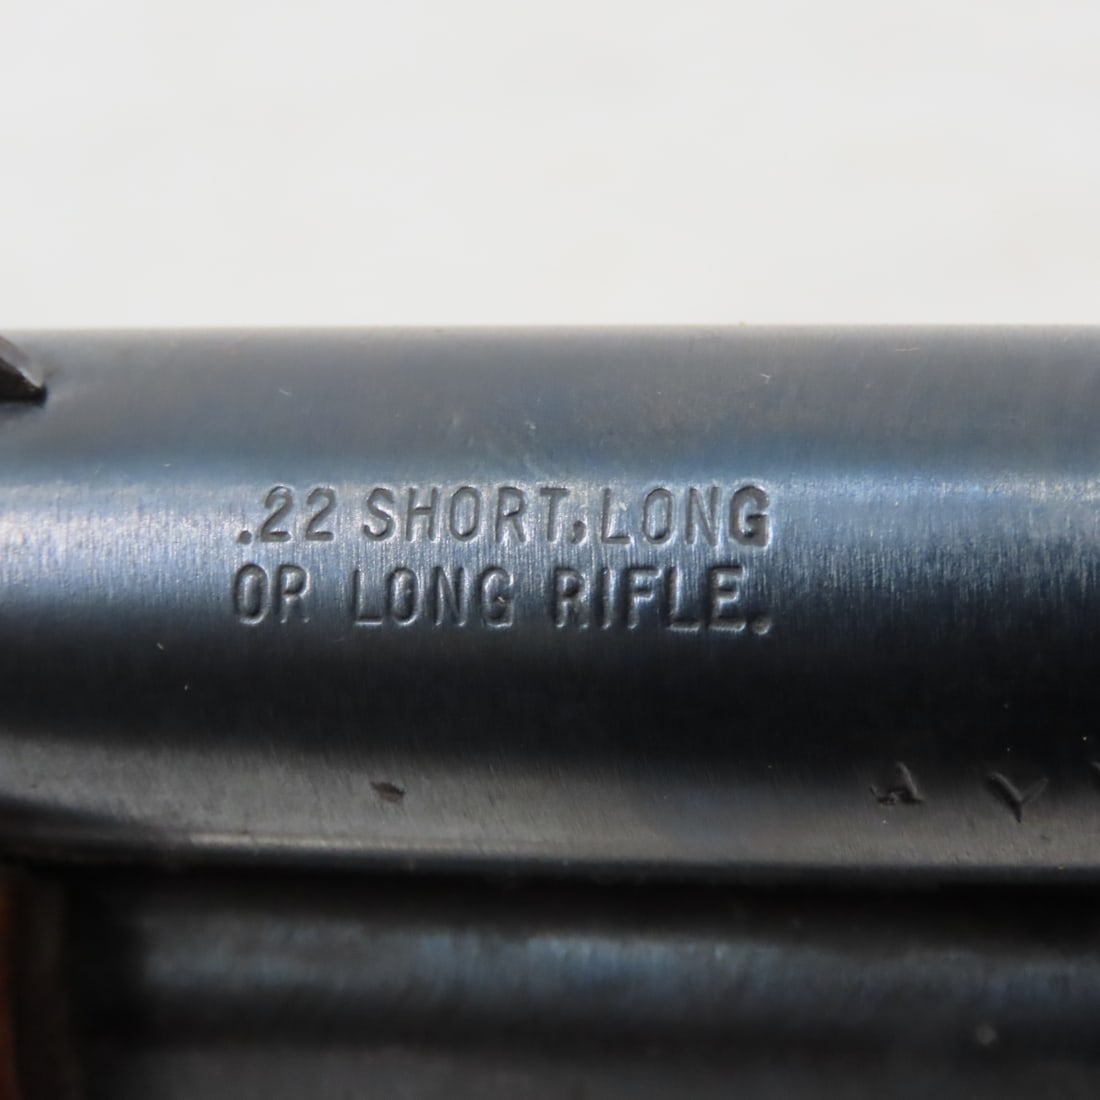 .22 SHORT, LONG
OR LONG RIFLE.
A Y